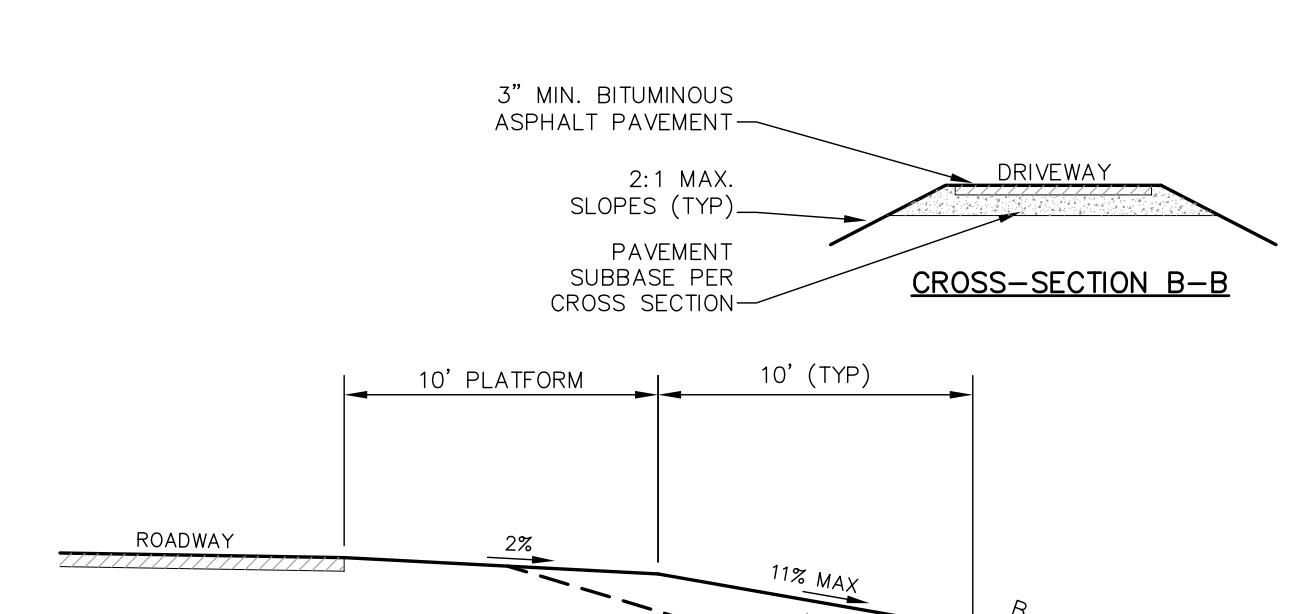 3” MIN. BITUMINOUS
ASPHALT PAVEMENT
DRIVEWAY
2:1 MAX.
SLOPES (TYP)
PAVEMENT
SUBBASE PER
CROSS SECTION
CROSS-SECTION B-B
10’ PLATFORM
10’ (TYP)
ROADWAY
2%
11% MAX